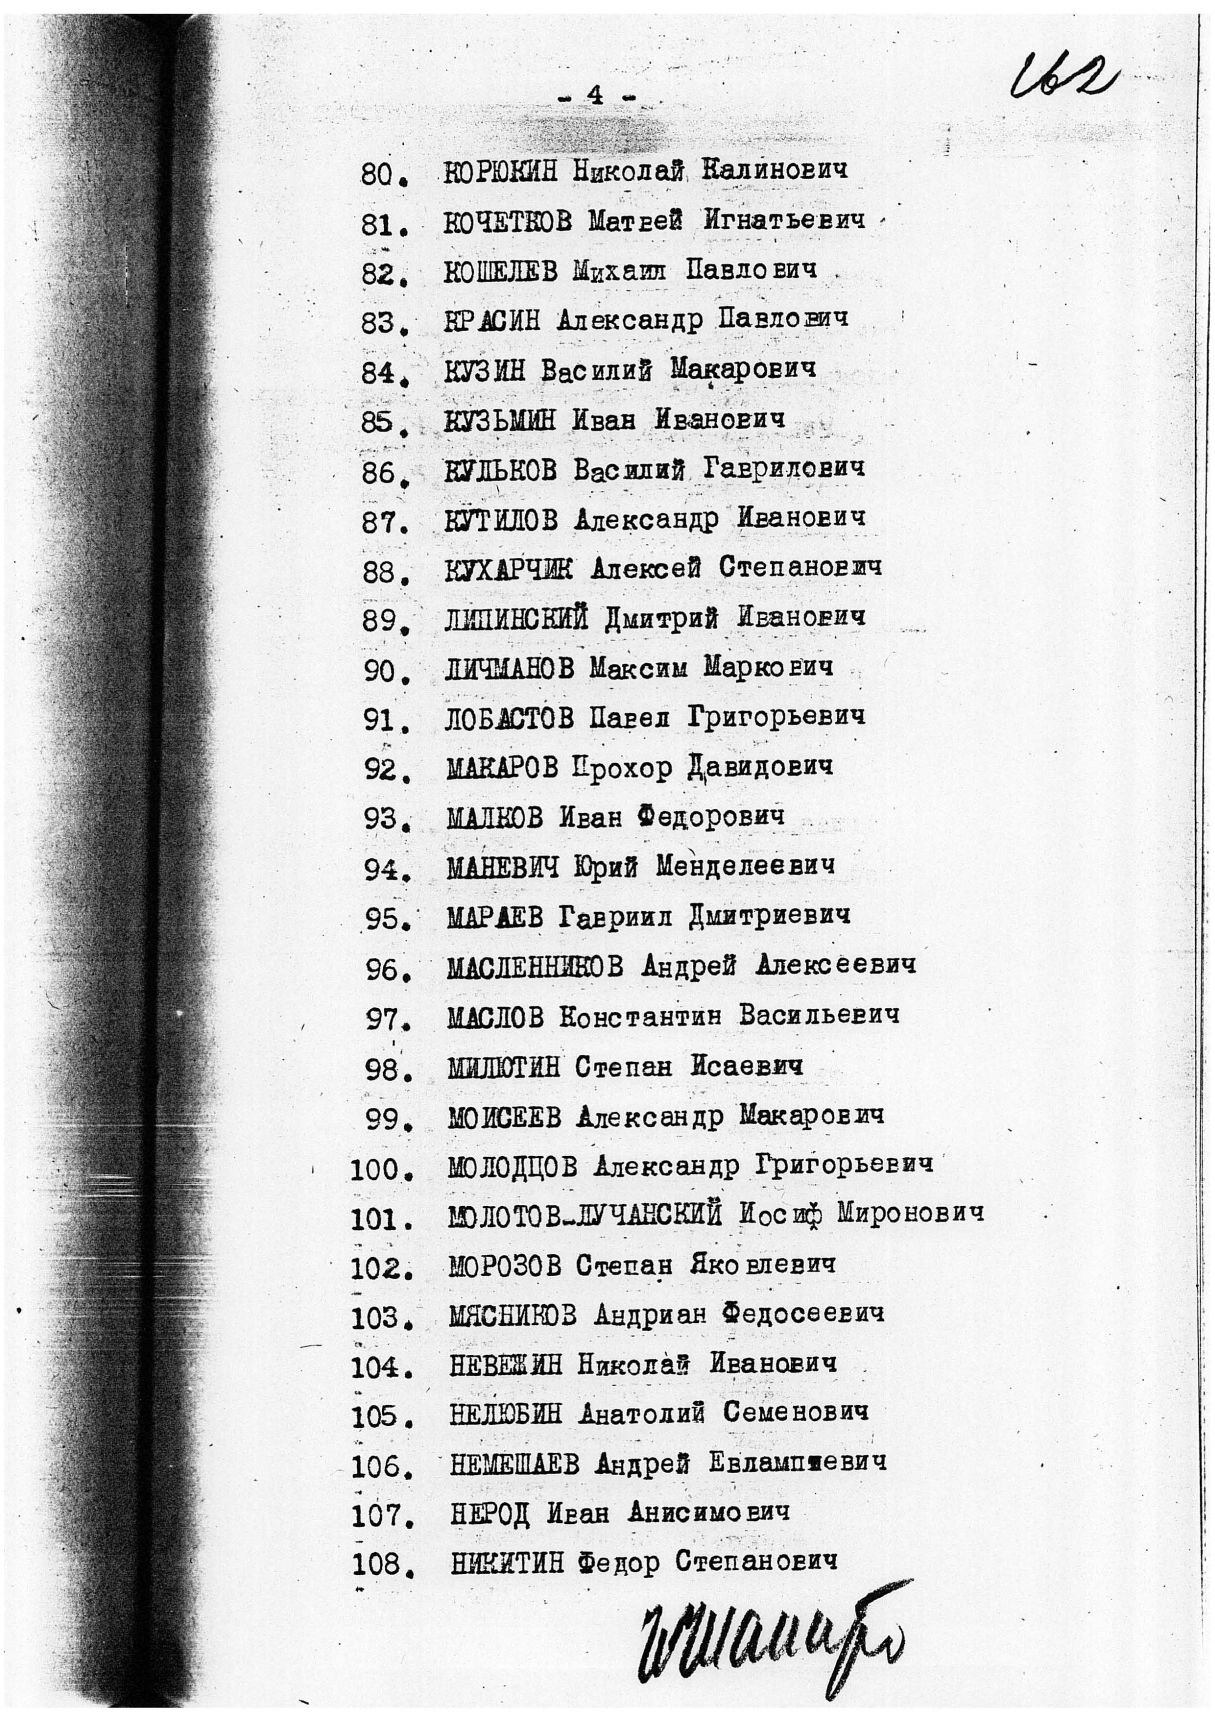 162
- 4 -
80. КОРЮКИН Николай Калинович
81. КОЧЕТКОВ Матвей Игнатьевич
82. КОШЕЛЕВ Михаил Павлович
83. КРАСИН Александр Павлович
84. КУЗИН Василий Макарович
85. КУЗЬМИН Иван Иванович
86. КУЛЬКОВ Василий Гаврилович
87. КУТИЛОВ Александр Иванович
88. КУХАРЧИК Алексей Степанович
89. ЛИПИНСКИЙ Дмитрий Иванович
90. ЛИЧМАНОВ Максим Маркович
91. ЛОБАСТОВ Павел Григорьевич
92. МАКАРОВ Прохор Давидович
93. МАЛКОВ Иван Федорович
94. МАНЕВИЧ Юрий Менделеевич
95. МАРАЕВ Гавриил Дмитриевич
96. МАСЛЕННИКОВ Андрей Алексеевич
97. МАСЛОВ Константин Васильевич
98. МИЛЮТИН Степан Исаевич
99. МОИСЕЕВ Александр Макарович
100. МОЛОДЦОВ Александр Григорьевич
101. МОЛОТОВ-ЛУЧАНСКИЙ Иосиф Миронович
102. МОРОЗОВ Степан Яковлевич
103. МЯСНИКОВ Андриан Федосеевич
104. НЕВЕЖИН Николай Иванович
105. НЕЛЮБИН Анатолий Семенович
106. НЕМЕШАЕВ Андрей Евлампиевич
107. НЕРОД Иван Анисимович
108. НИКИТИН Федор Степанович
ИШапиро